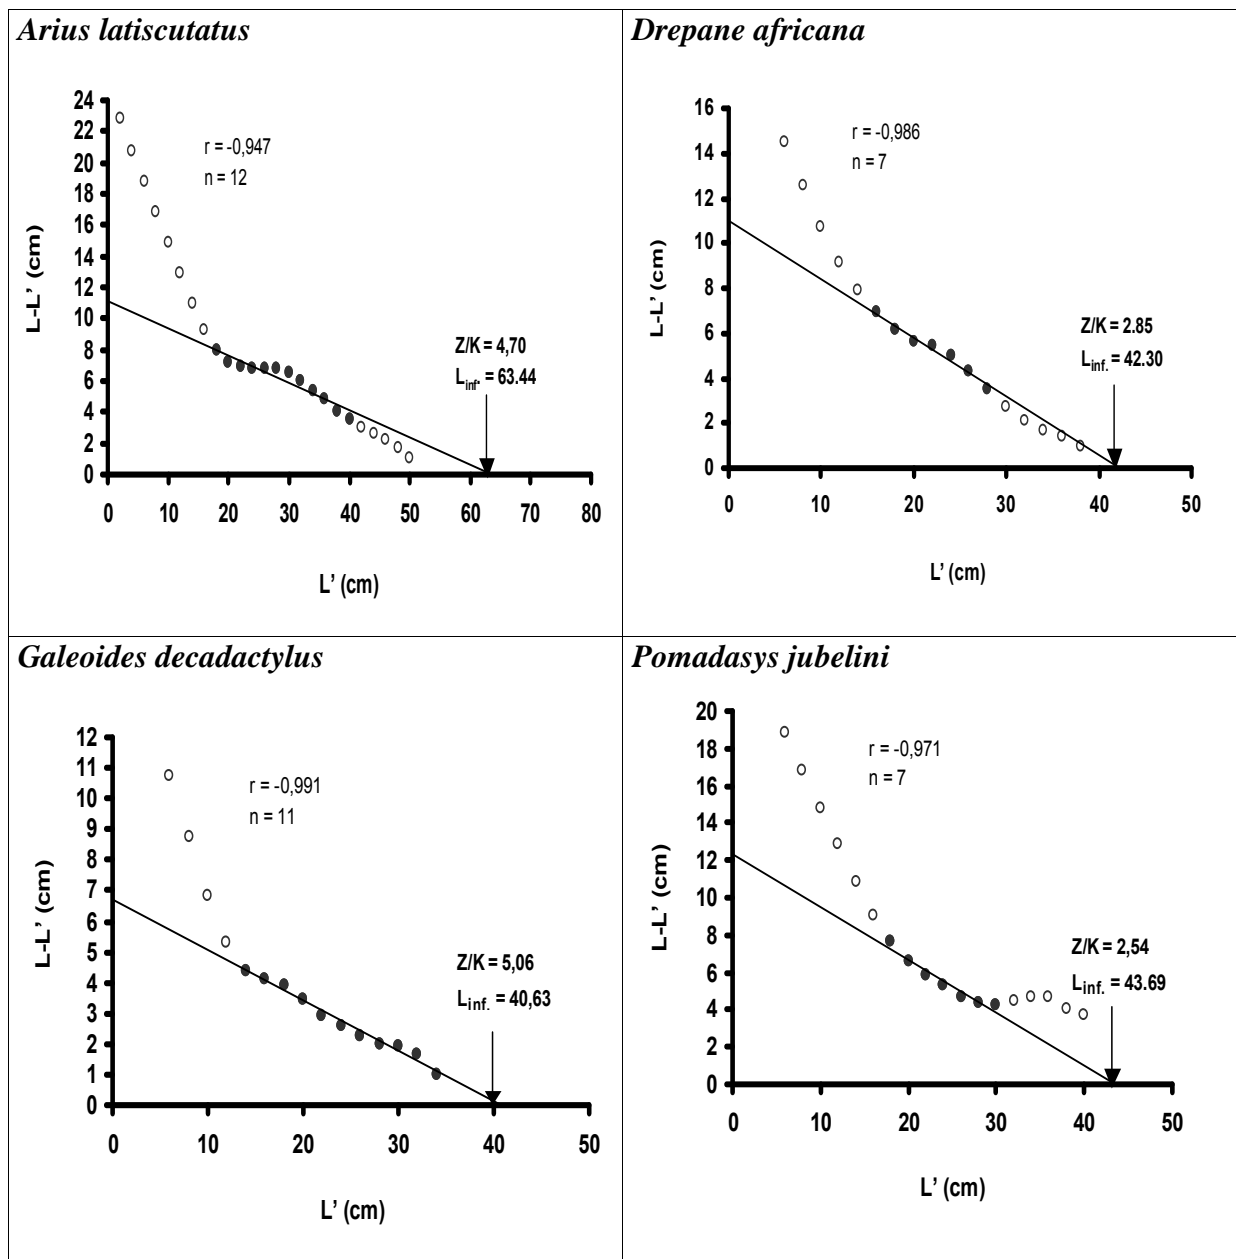 Arius latiscutatus
24
22
20
18
16
14
12
10
8
6
4
2
0
L-L' (cm)
r = -0,947
n = 12
Z/K = 4,70
Linf. = 63.44
0 10 20 30 40 50 60 70 80
L' (cm)
Drepane africana
16
14
12
10
8
6
4
2
0
L-L' (cm)
r = -0,986
n = 7
Z/K = 2.85
Linf. = 42.30
0 10 20 30 40 50
L' (cm)
Galeoides decadactylus
12
11
10
9
8
7
6
5
4
3
2
1
0
L-L' (cm)
r = -0,991
n = 11
Z/K = 5,06
Linf. = 40,63
0 10 20 30 40 50
L' (cm)
Pomadasys jubelini
20
18
16
14
12
10
8
6
4
2
0
L-L' (cm)
r = -0,971
n = 7
Z/K = 2,54
Linf. = 43.69
0 10 20 30 40 50
L' (cm)